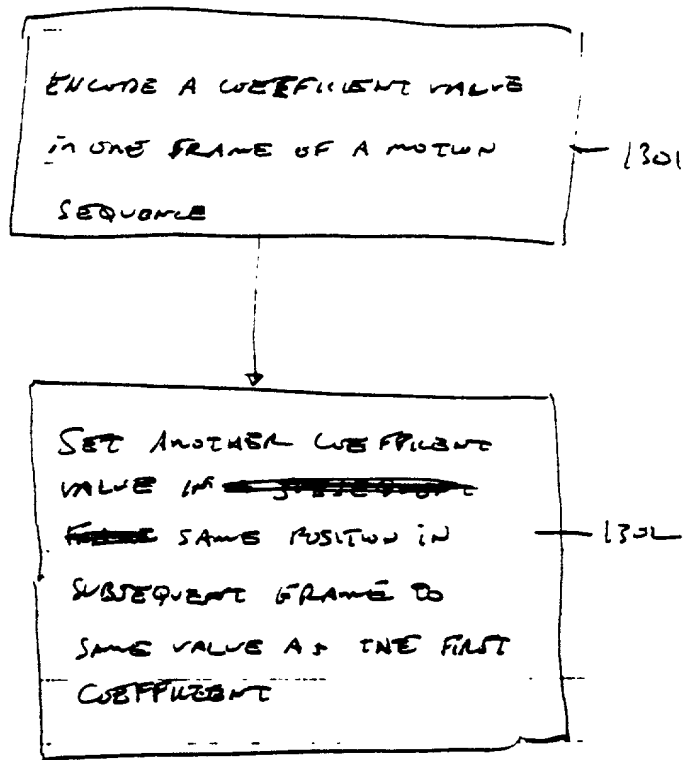 ENCODE A COEFFICIENT VALUE
in ONE FRAME OF A MOTION
SEQUENCE
1301
SET ANOTHER COEFFICIENT
VALUE IN
SAME POSITION iN
1302
SUBSEQUENT FRAME TO
SAME VALUE AS THE FIRST
COEFFICIENT